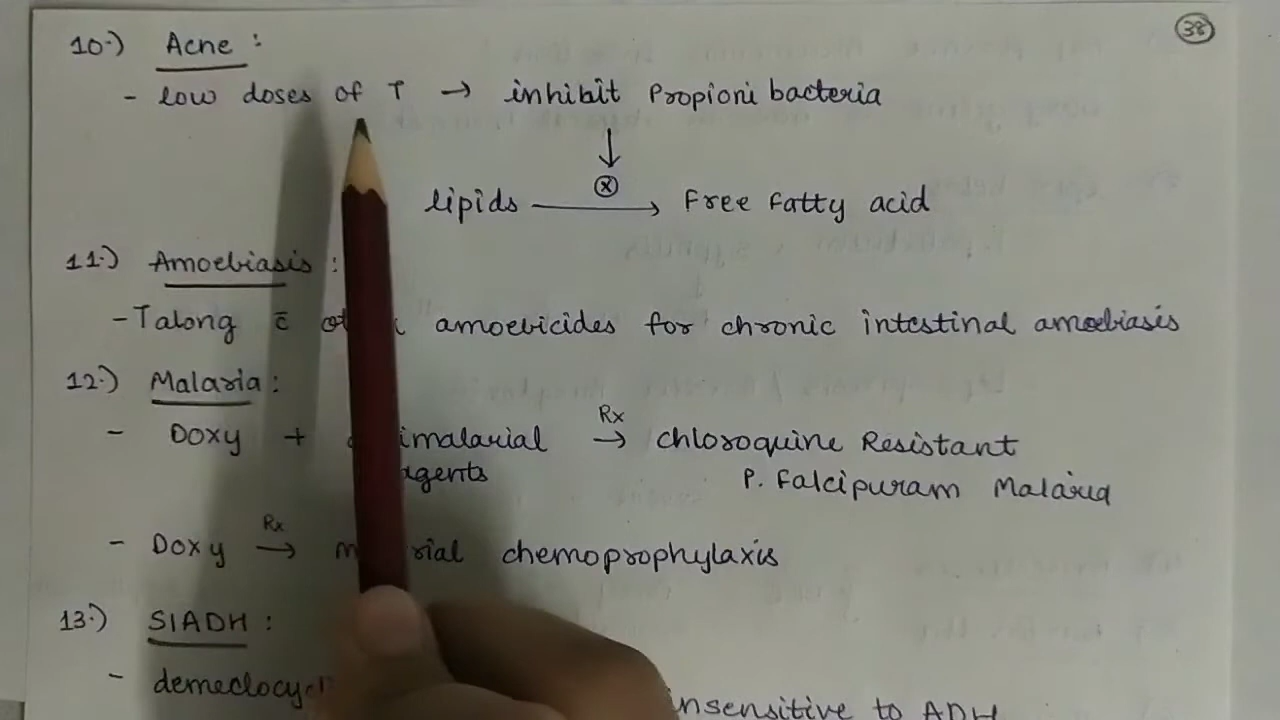 38
10.) Acne :
- low doses of T → inhibit Propioni bacteria
↓
lipids ⊗→ Free Fatty acid
11.) Amoebiasis :
- Talong c̄ amoebicides for chronic intestinal amoebiasis
12.) Malaria :
- Doxy + imalarial agents Rx → chloroquine Resistant
P. Falcipuram Malaria
- Doxy Rx → rial chemoprophylaxis
13.) SIADH :
- demeclocy nsensitive to ADH